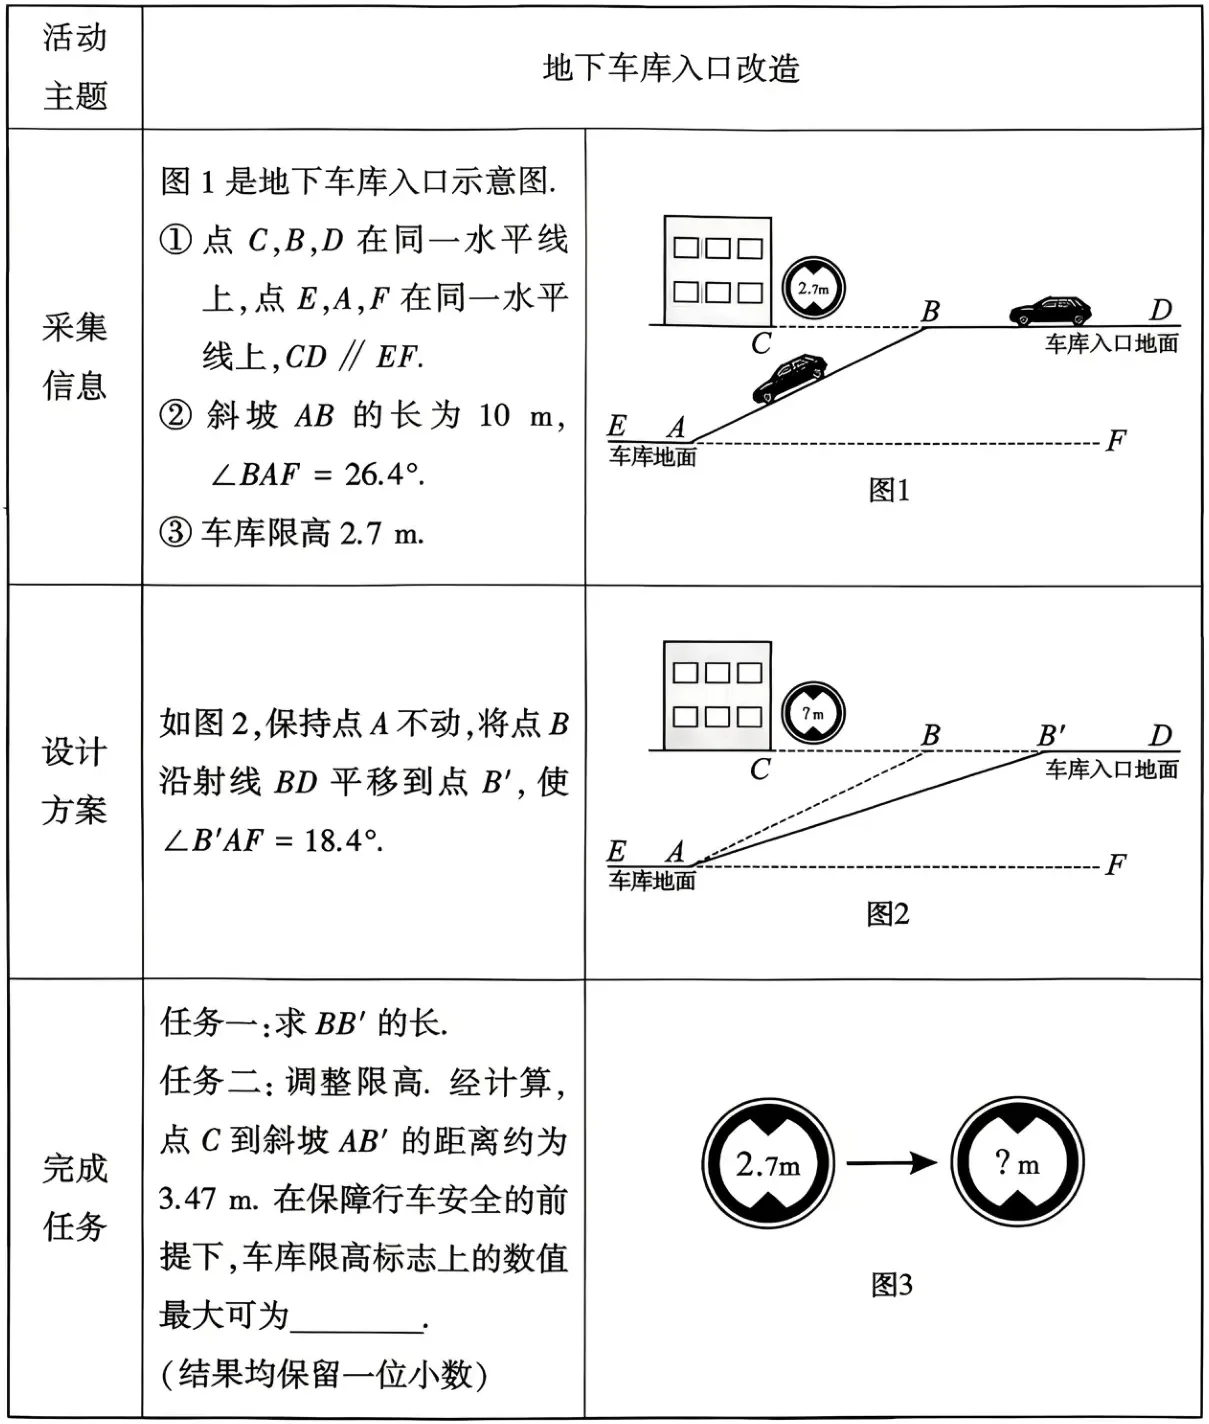 活动
主题
地下车库入口改造
采集
信息
图1是地下车库入口示意图.
① 点 C,B,D 在同一水平线
上,点 E,A,F 在同一水平
线上,CD // EF.
② 斜坡 AB 的长为 10 m,
∠BAF = 26.4°.
③ 车库限高 2.7 m.
2.7m
C
B
D
车库入口地面
E
A
F
车库地面
图1
设计
方案
如图2,保持点A不动,将点B
沿射线 BD 平移到点 B′,使
∠B′AF = 18.4°.
?m
C
B
B′
D
车库入口地面
E
A
F
车库地面
图2
完成
任务
任务一:求 BB′ 的长.
任务二:调整限高. 经计算,
点 C 到斜坡 AB′ 的距离约为
3.47 m. 在保障行车安全的前
提下,车库限高标志上的数值
最大可为________.
(结果均保留一位小数)
2.7m
?m
图3